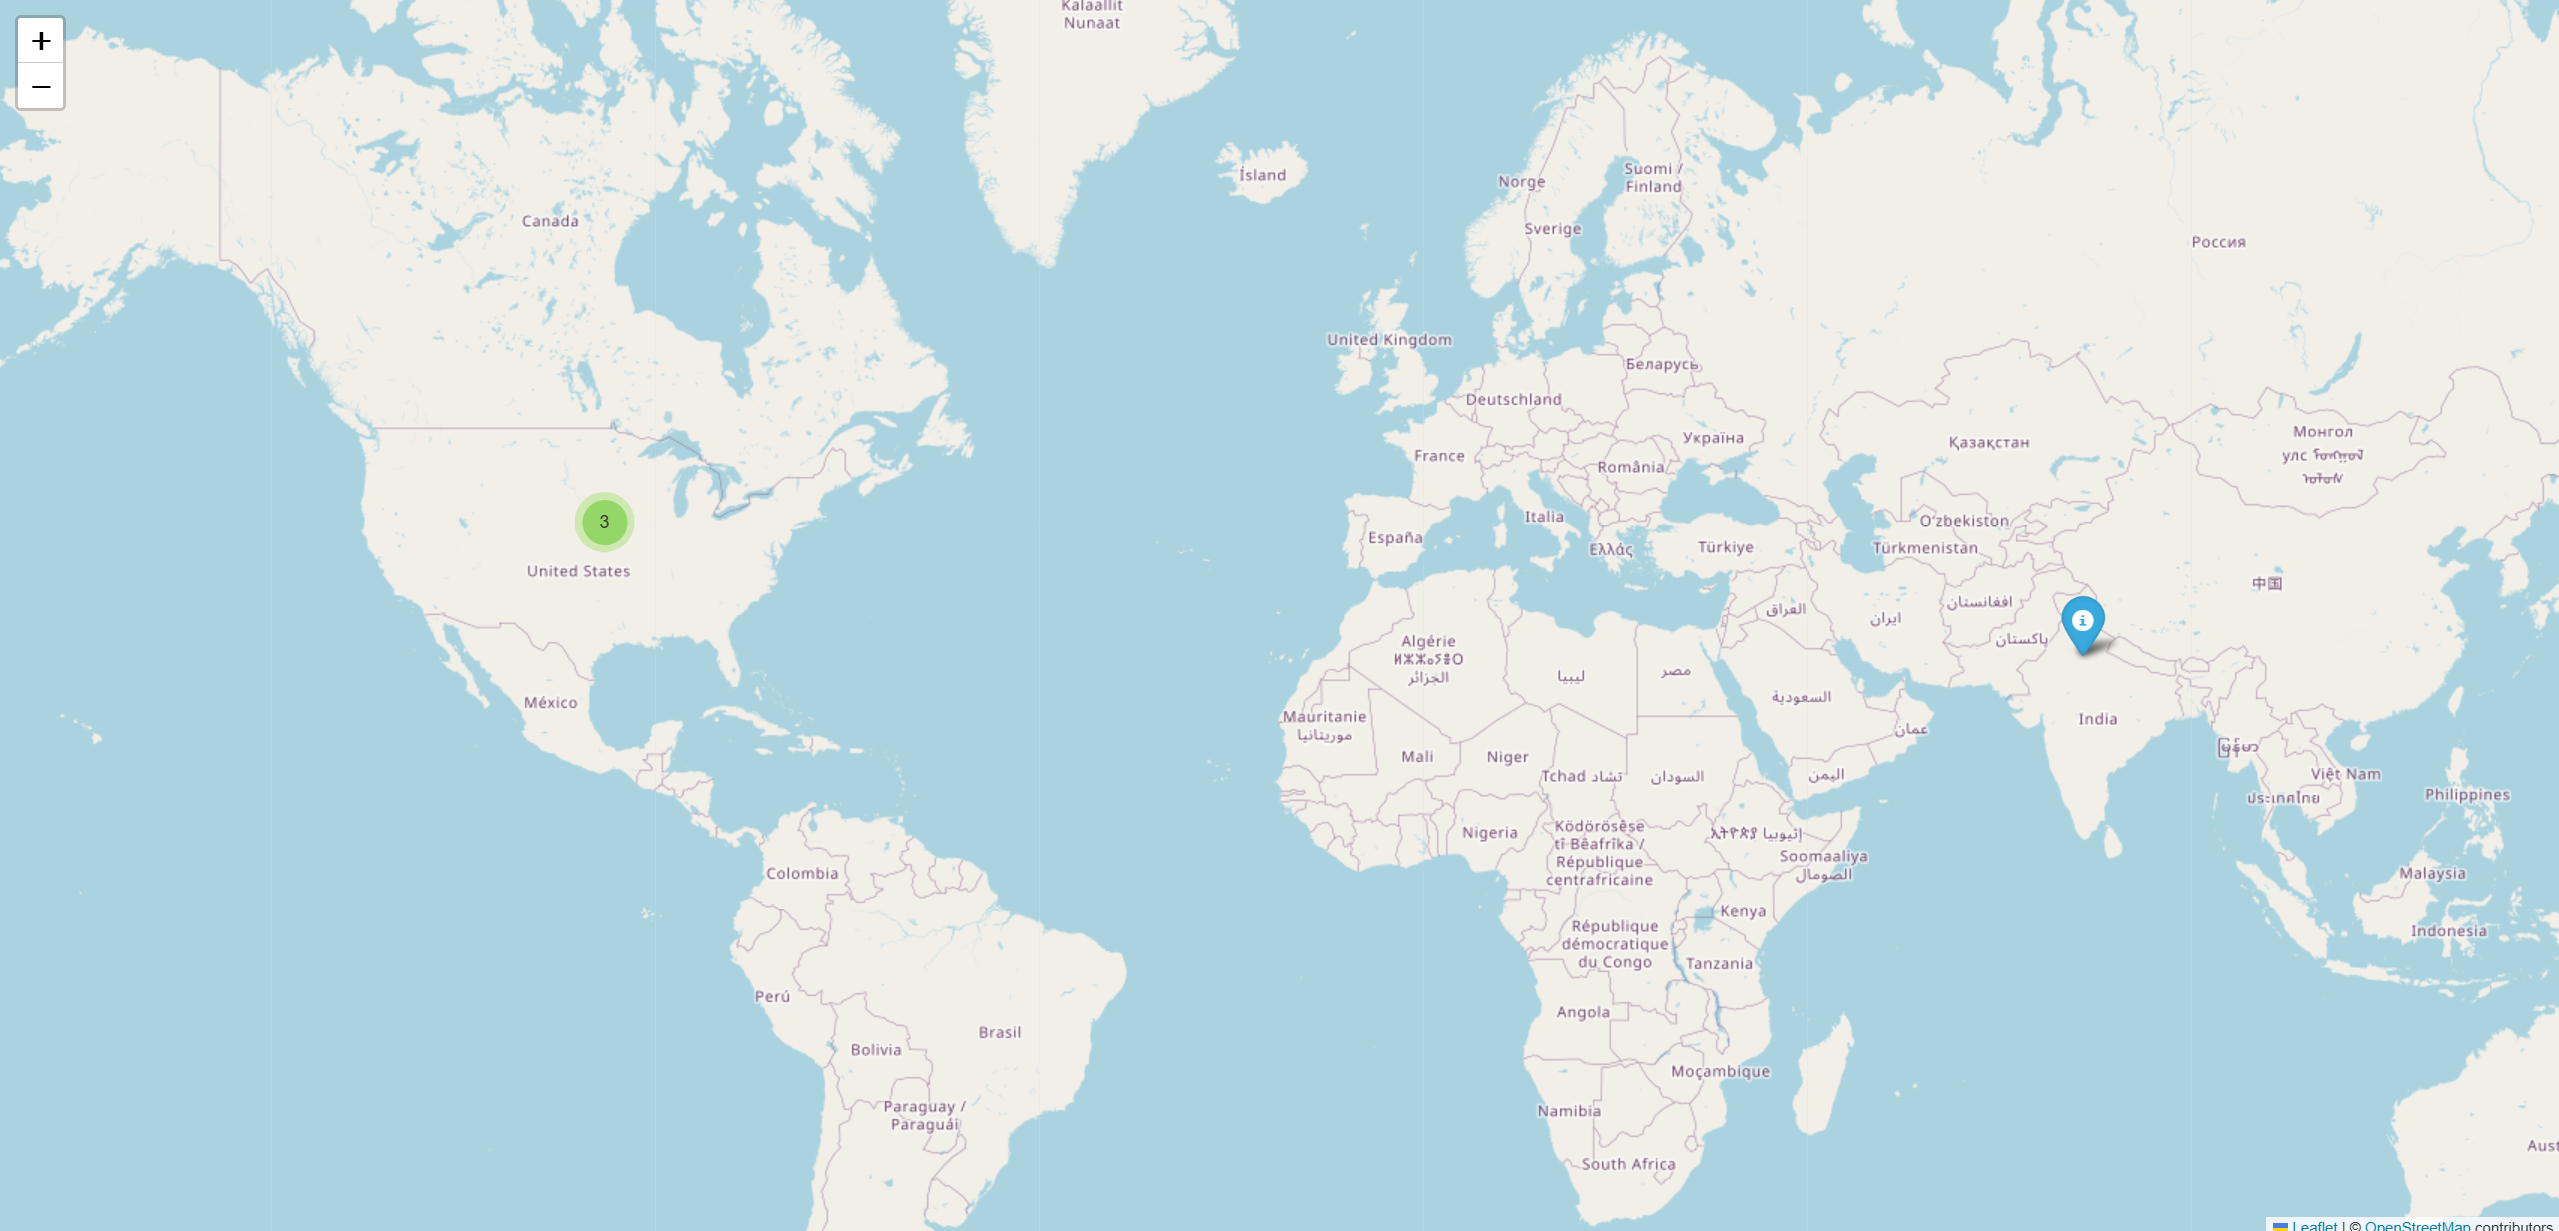 +
−
Kalaallit
Nunaat
Ísland
Norge
Suomi /
Finland
Sverige
Canada
Россия
United Kingdom
Беларусь
Deutschland
Україна
Қазақстан
Монгол
улс
France
România
3
Italia
O‘zbekiston
España
Ελλάς
Türkiye
Türkmenistan
United States
中国
العراق
ایران
افغانستان
پاکستان
i
Algérie
ⵍⵣⵣⴰⵢⴻⵔ
الجزائر
ليبيا
مصر
السعودية
México
Mauritanie
موريتانيا
India
عمان
မြန်မာ
Mali
Niger
Tchad تشاد
السودان
اليمن
Việt Nam
ประเทศไทย
Philippines
Nigeria
Ködörösêse
tî Bêafrîka /
République
centrafricaine
ኢትዮጵያ إثيوبيا
Soomaaliya
الصومال
Colombia
Malaysia
Kenya
République
démocratique
du Congo
Indonesia
Tanzania
Perú
Angola
Brasil
Bolivia
Moçambique
Paraguay /
Paraguái
Namibia
South Africa
Aust
Leaflet | © OpenStreetMap contributors